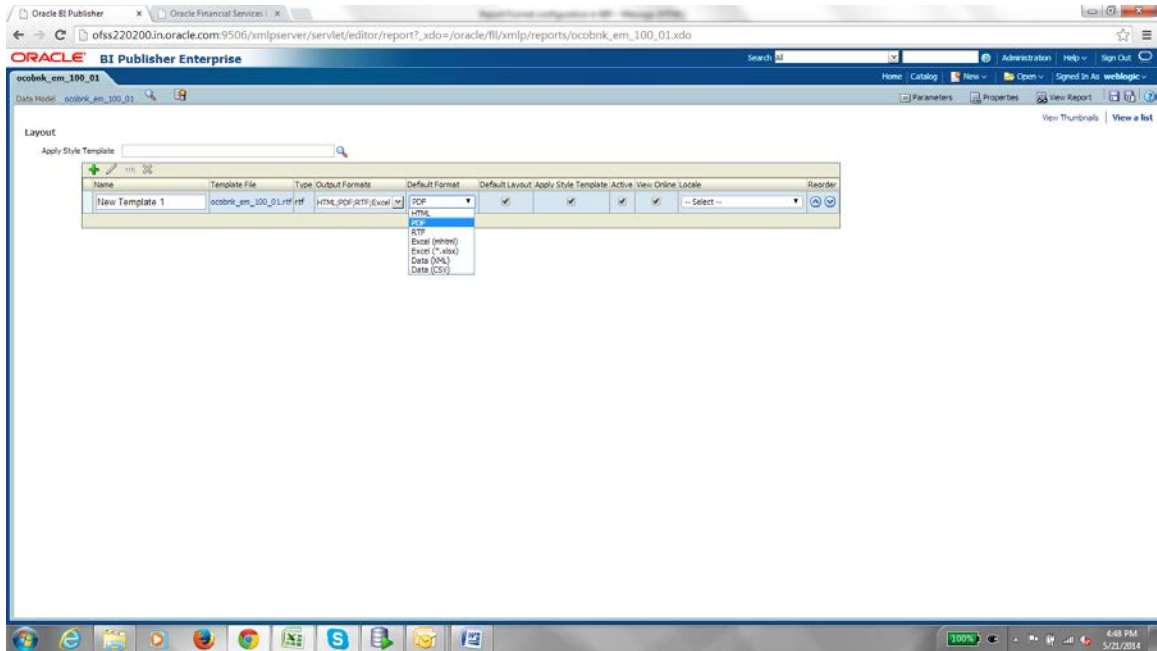 Oracle BI Publisher
Oracle Financial Services
ofss220200.in.oracle.com:9506/xmlpserver/servlet/editor/report?_xdo=/oracle/fll/xmlp/reports/ocobnk_em_100_01.xdo
ORACLE BI Publisher Enterprise
Search All
Administration Help Sign Out
ocobnk_em_100_01
Home Catalog New Open Signed In As weblogic
Data Model ocobnk_em_100_01
Parameters Properties View Report
View Thumbnails View a list
Layout
Apply Style Template
Name Template File Type Output Formats Default Format Default Layout Apply Style Template Active View Online Locale Reorder
New Template 1 ocobnk_em_100_01.rtf rtf HTML;PDF;RTF;Excel PDF -- Select --
HTML
PDF
RTF
Excel (mhtml)
Excel (*.xlsx)
Data (XML)
Data (CSV)
100%
4:48 PM
5/21/2014